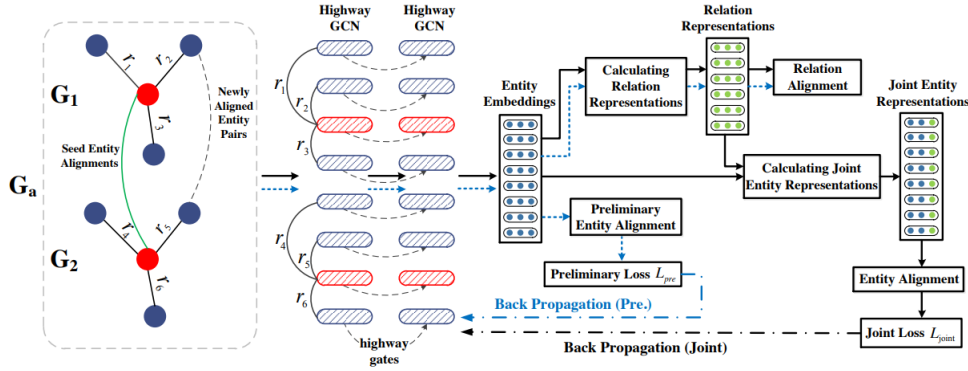 G1
Ga
G2
r1
r2
r3
Seed Entity
Alignments
Newly
Aligned
Entity
Pairs
r4
r5
r6
Highway
GCN
Highway
GCN
r1
r2
r3
r4
r5
r6
highway
gates
Entity
Embeddings
Calculating
Relation
Representations
Relation
Representations
Relation
Alignment
Joint Entity
Representations
Calculating Joint
Entity Representations
Preliminary
Entity Alignment
Preliminary Loss Lpre
Back Propagation (Pre.)
Entity Alignment
Joint Loss Ljoint
Back Propagation (Joint)